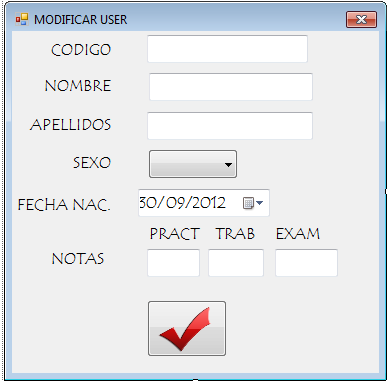 MODIFICAR USER
CODIGO
NOMBRE
APELLIDOS
SEXO
FECHA NAC. 30/09/2012
PRACT TRAB EXAM
NOTAS